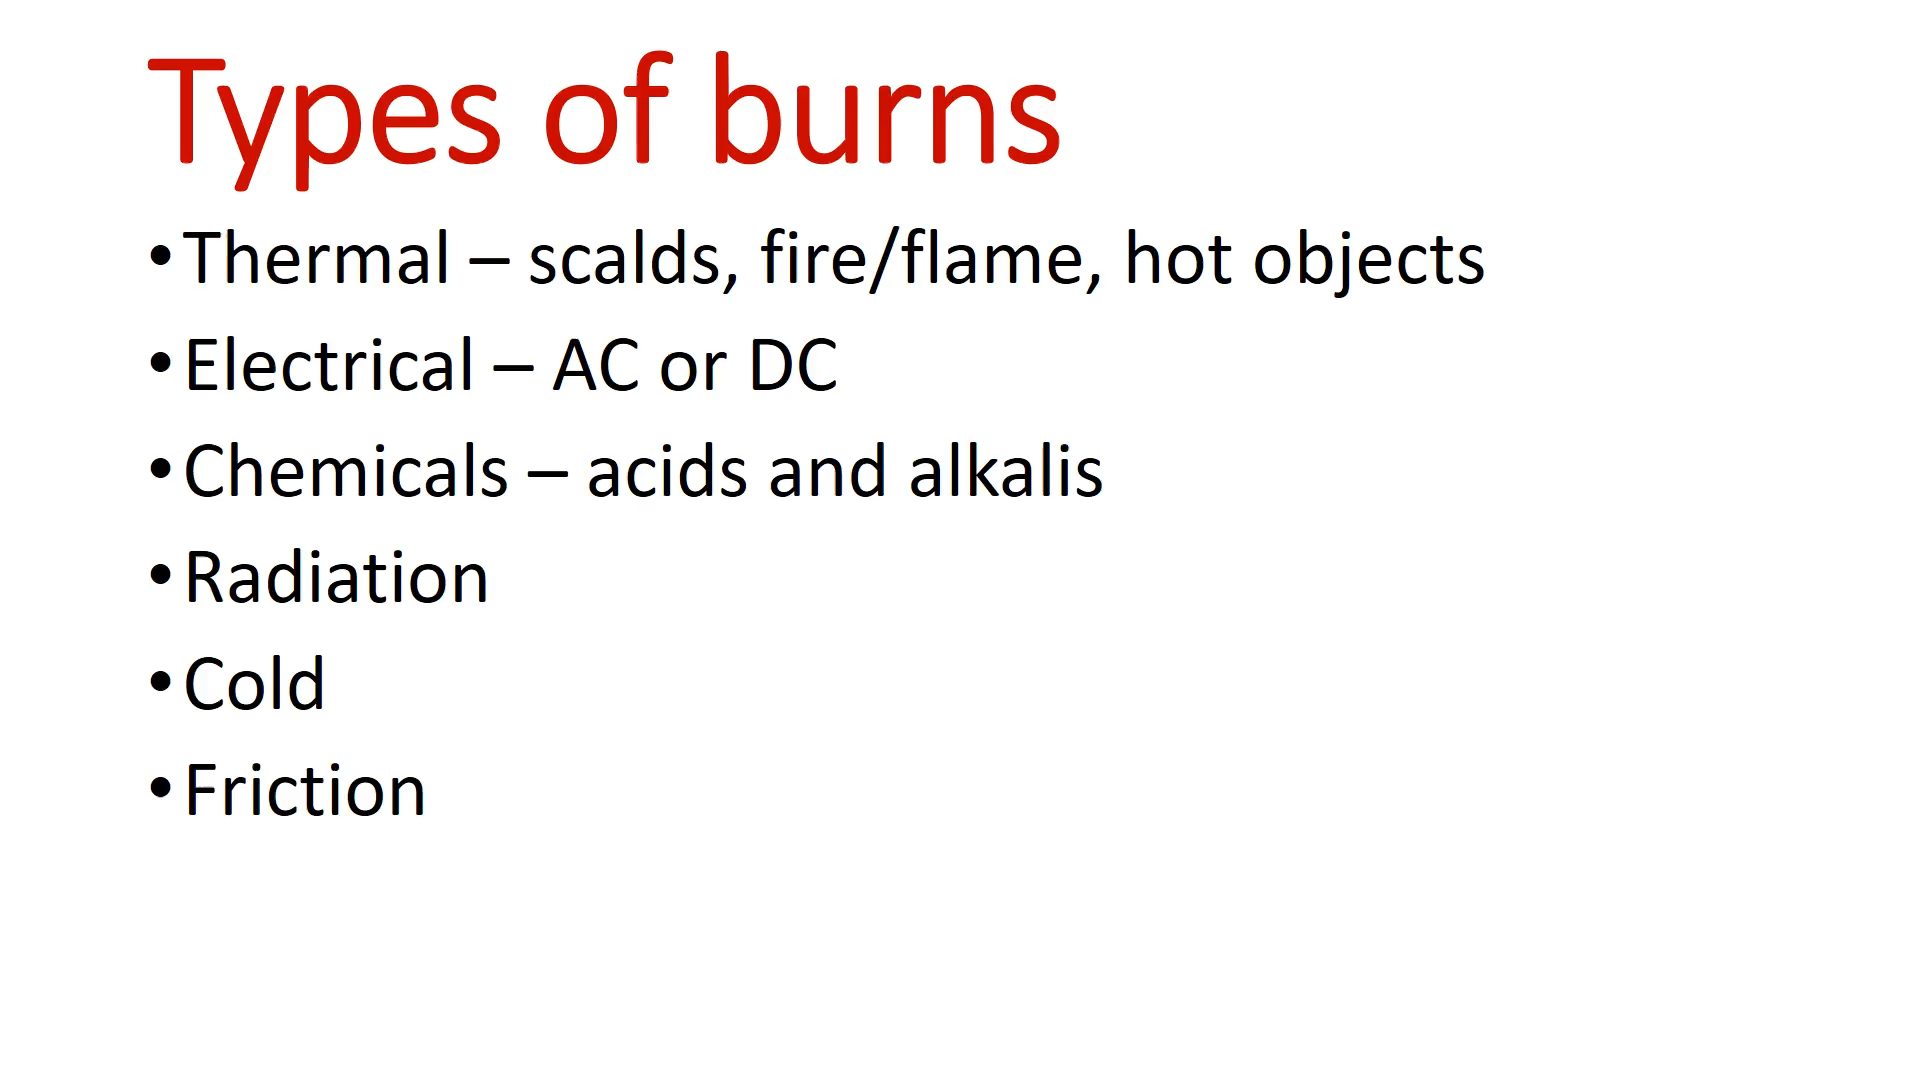 Types of burns
• Thermal – scalds, fire/flame, hot objects
• Electrical – AC or DC
• Chemicals – acids and alkalis
• Radiation
• Cold
• Friction